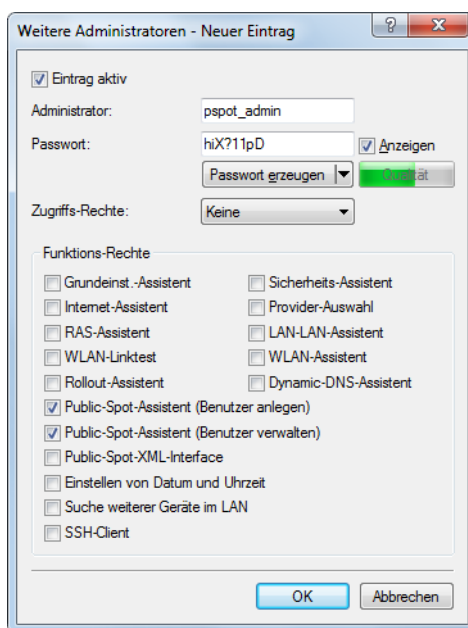 Weitere Administratoren - Neuer Eintrag
Eintrag aktiv
Administrator: pspot_admin
Passwort: hiX?11pD Anzeigen
Passwort erzeugen Qualität
Zugriffs-Rechte: Keine
Funktions-Rechte
Grundeinst.-Assistent Sicherheits-Assistent
Internet-Assistent Provider-Auswahl
RAS-Assistent LAN-LAN-Assistent
WLAN-Linktest WLAN-Assistent
Rollout-Assistent Dynamic-DNS-Assistent
Public-Spot-Assistent (Benutzer anlegen)
Public-Spot-Assistent (Benutzer verwalten)
Public-Spot-XML-Interface
Einstellen von Datum und Uhrzeit
Suche weiterer Geräte im LAN
SSH-Client
OK Abbrechen